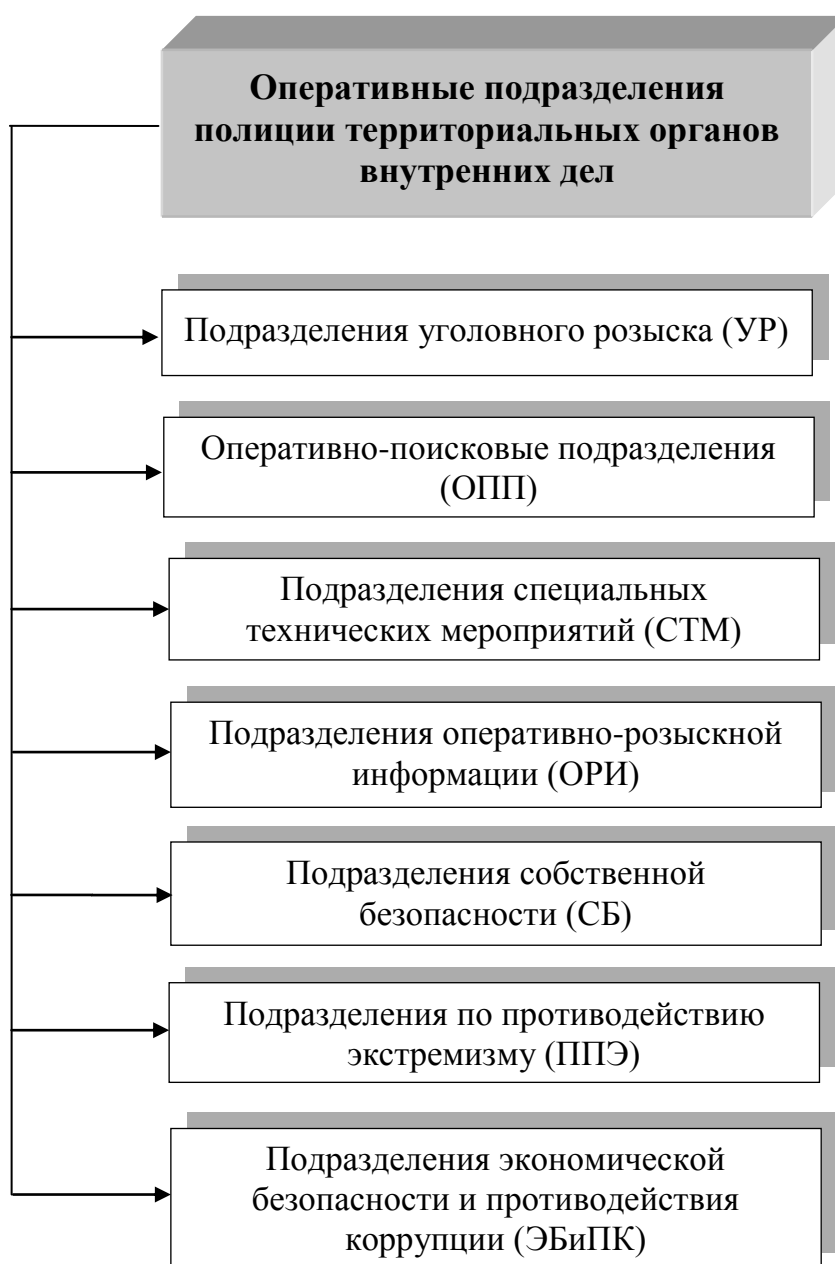 Оперативные подразделения
полиции территориальных органов
внутренних дел
Подразделения уголовного розыска (УР)
Оперативно-поисковые подразделения
(ОПП)
Подразделения специальных
технических мероприятий (СТМ)
Подразделения оперативно-розыскной
информации (ОРИ)
Подразделения собственной
безопасности (СБ)
Подразделения по противодействию
экстремизму (ППЭ)
Подразделения экономической
безопасности и противодействия
коррупции (ЭБиПК)